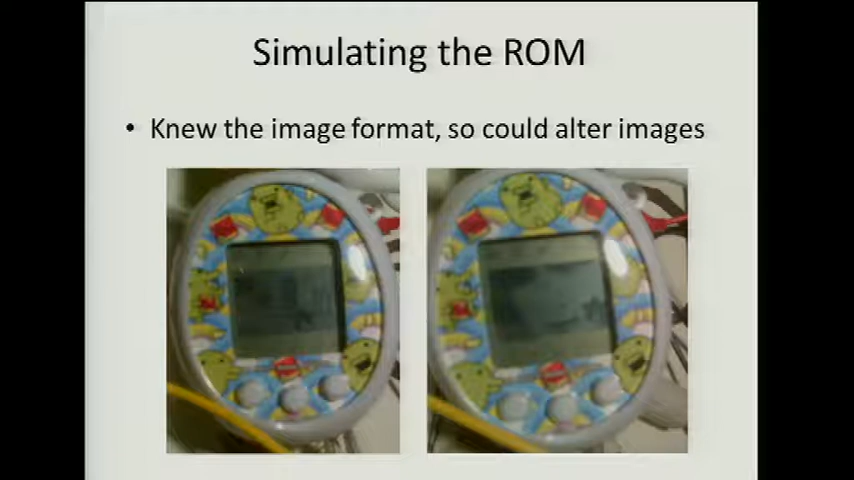 Simulating the ROM
• Knew the image format, so could alter images